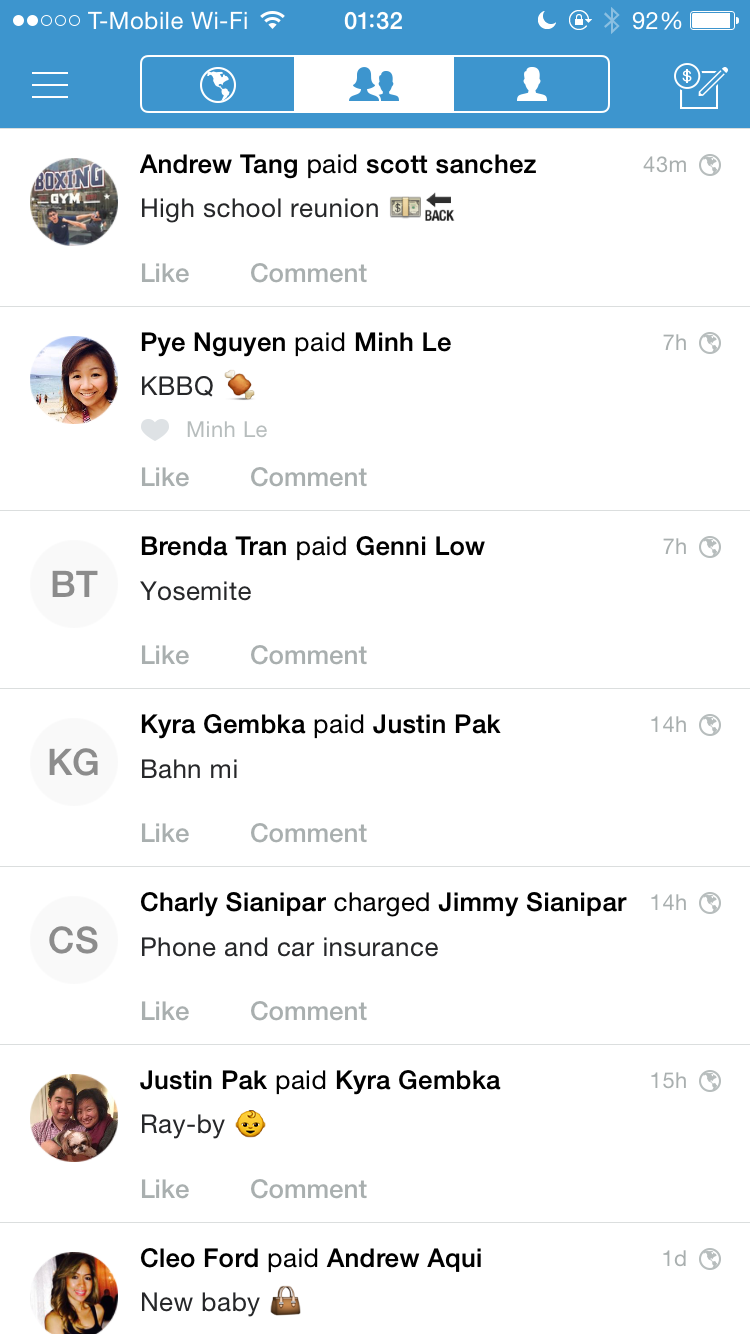 T-Mobile Wi-Fi 01:32 92%
$
Andrew Tang paid scott sanchez 43m
BOXING
GYM
High school reunion 💵🔙
Like Comment
Pye Nguyen paid Minh Le 7h
KBBQ 🍖
Minh Le
Like Comment
Brenda Tran paid Genni Low 7h
BT
Yosemite
Like Comment
Kyra Gembka paid Justin Pak 14h
KG
Bahn mi
Like Comment
Charly Sianipar charged Jimmy Sianipar 14h
CS
Phone and car insurance
Like Comment
Justin Pak paid Kyra Gembka 15h
Ray-by 👶
Like Comment
Cleo Ford paid Andrew Aqui 1d
New baby 👜